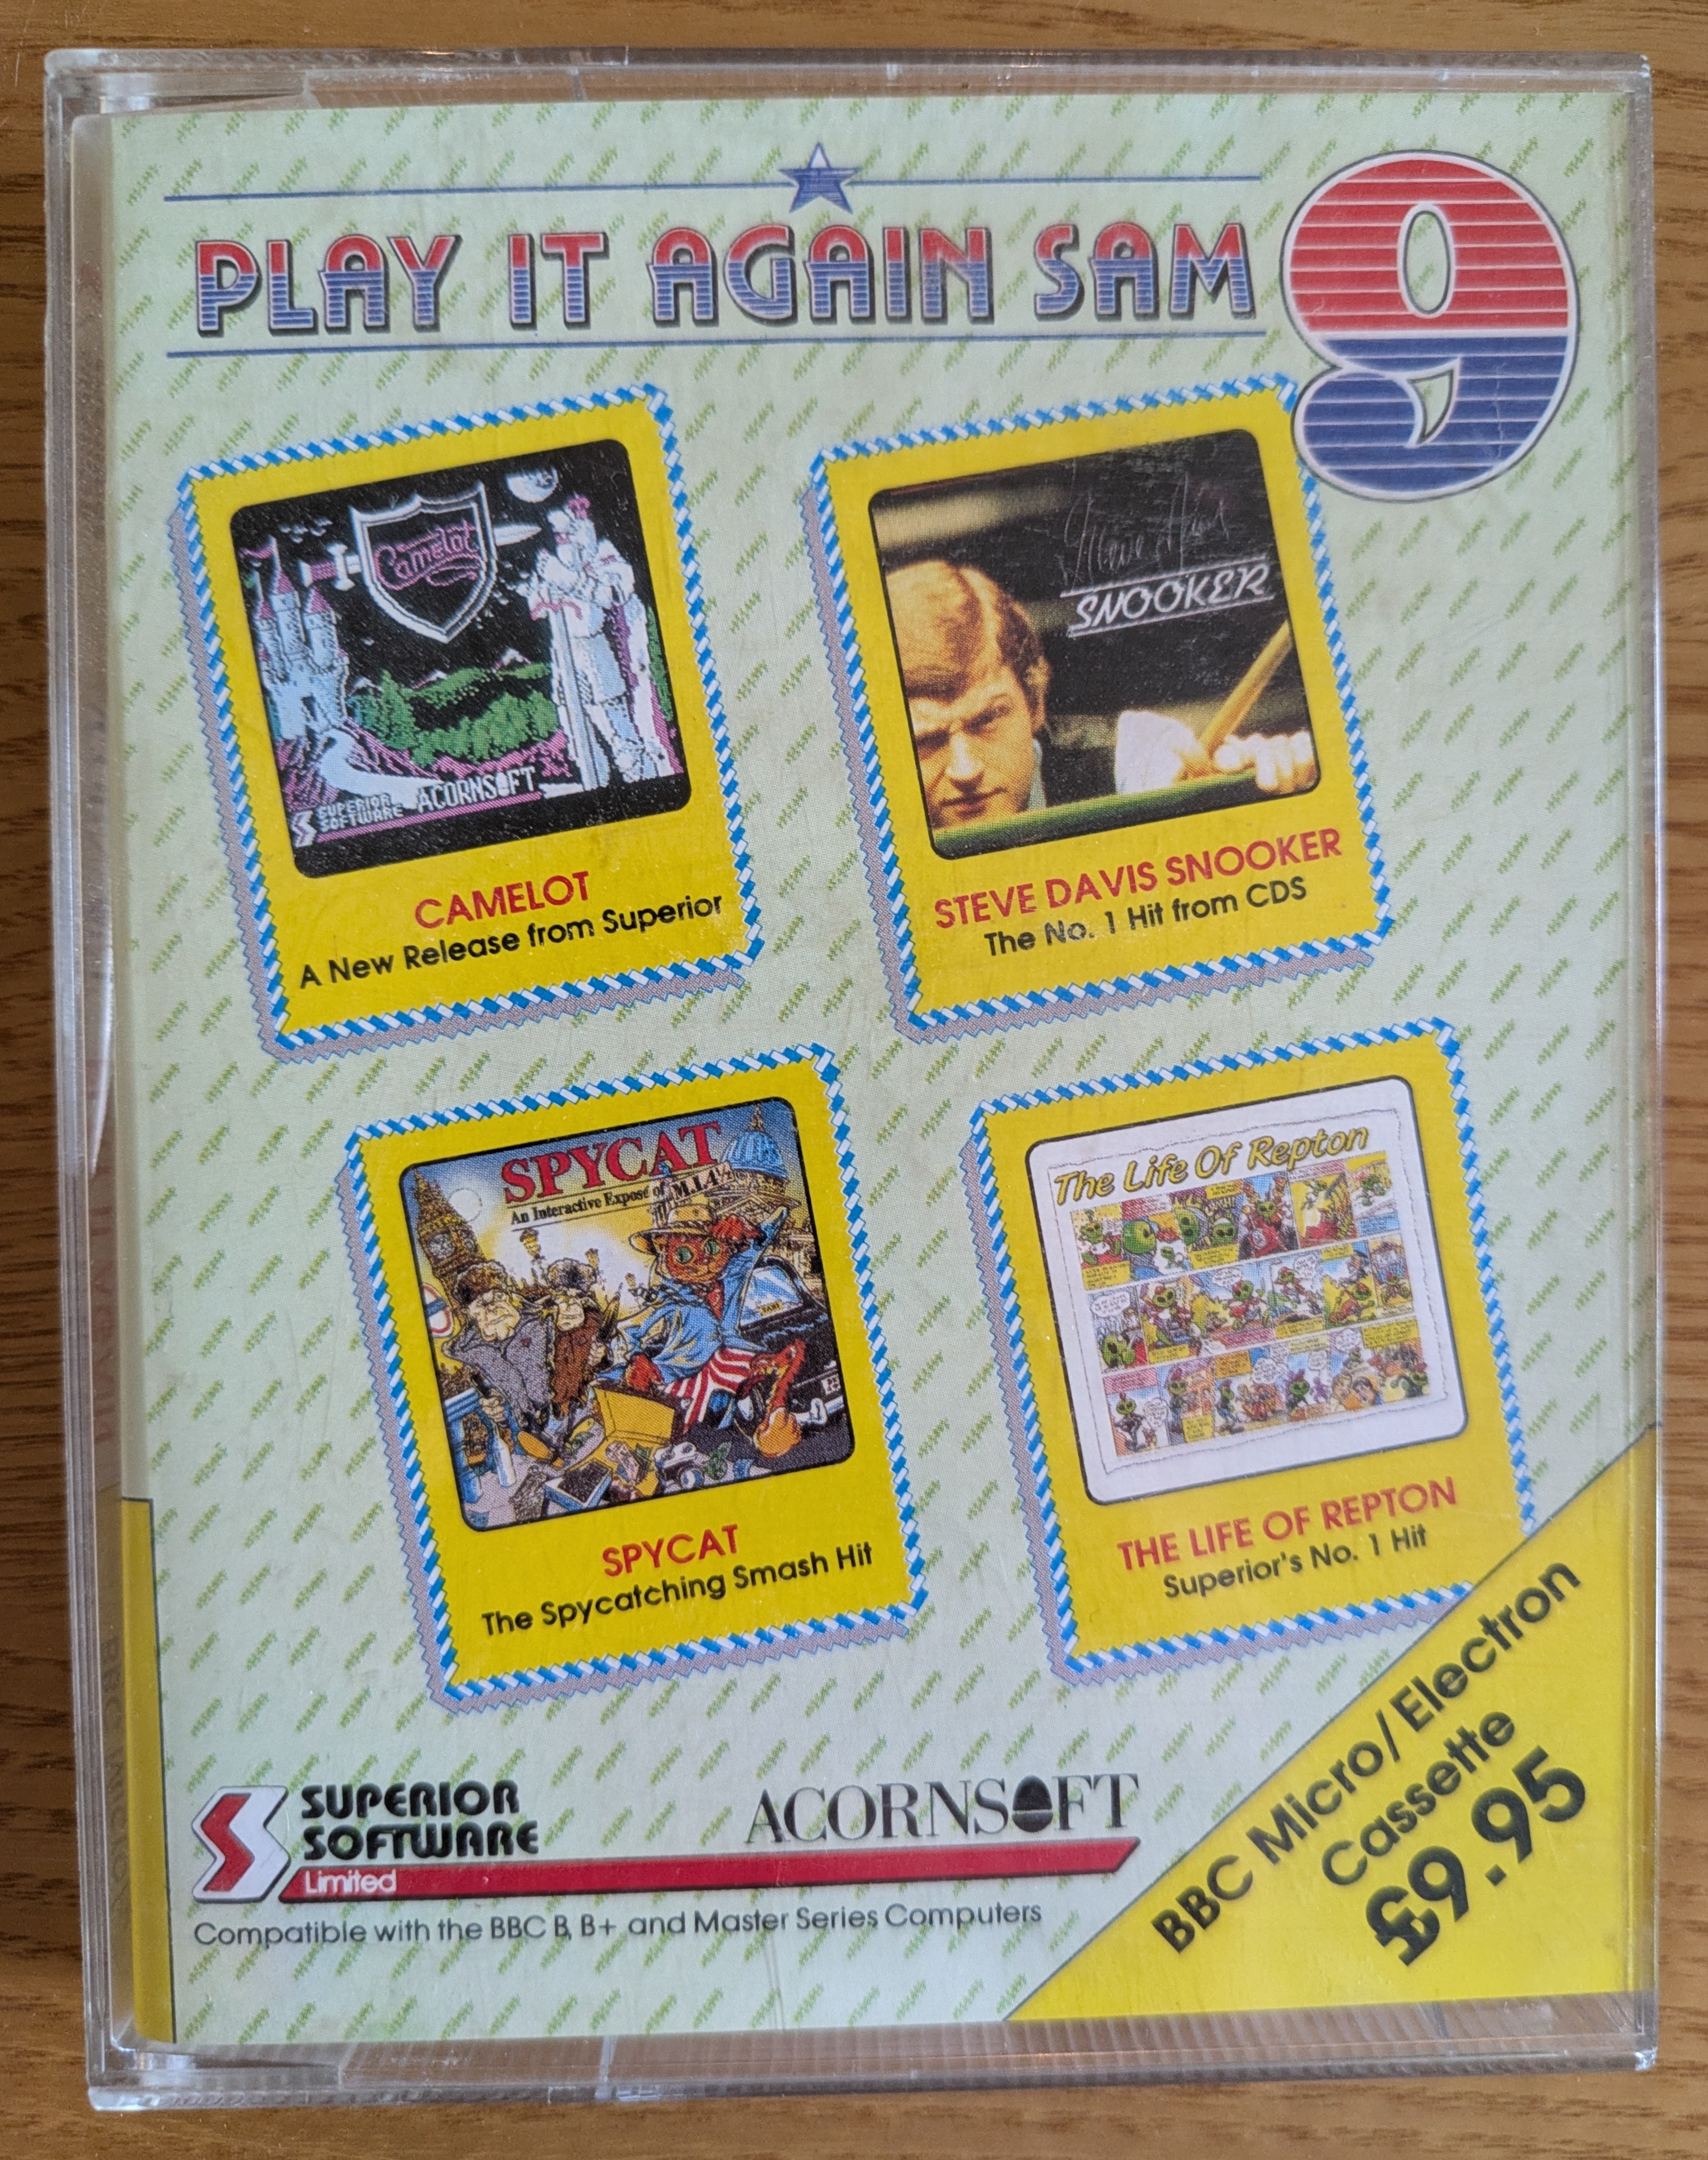 PLAY IT AGAIN SAM 9
Camelot
SUPERIOR
SOFTWARE
ACORNSOFT
CAMELOT
A New Release from Superior
SNOOKER
STEVE DAVIS SNOOKER
The No. 1 Hit from CDS
SPYCAT
An Interactive Exposé of M.I.4½
TAXI
SPYCAT
The Spycatching Smash Hit
The Life Of Repton
THE LIFE OF REPTON
Superior's No. 1 Hit
SUPERIOR
SOFTWARE
Limited
ACORNSOFT
Compatible with the BBC B, B+ and Master Series Computers
BBC Micro/Electron
Cassette
£9.95